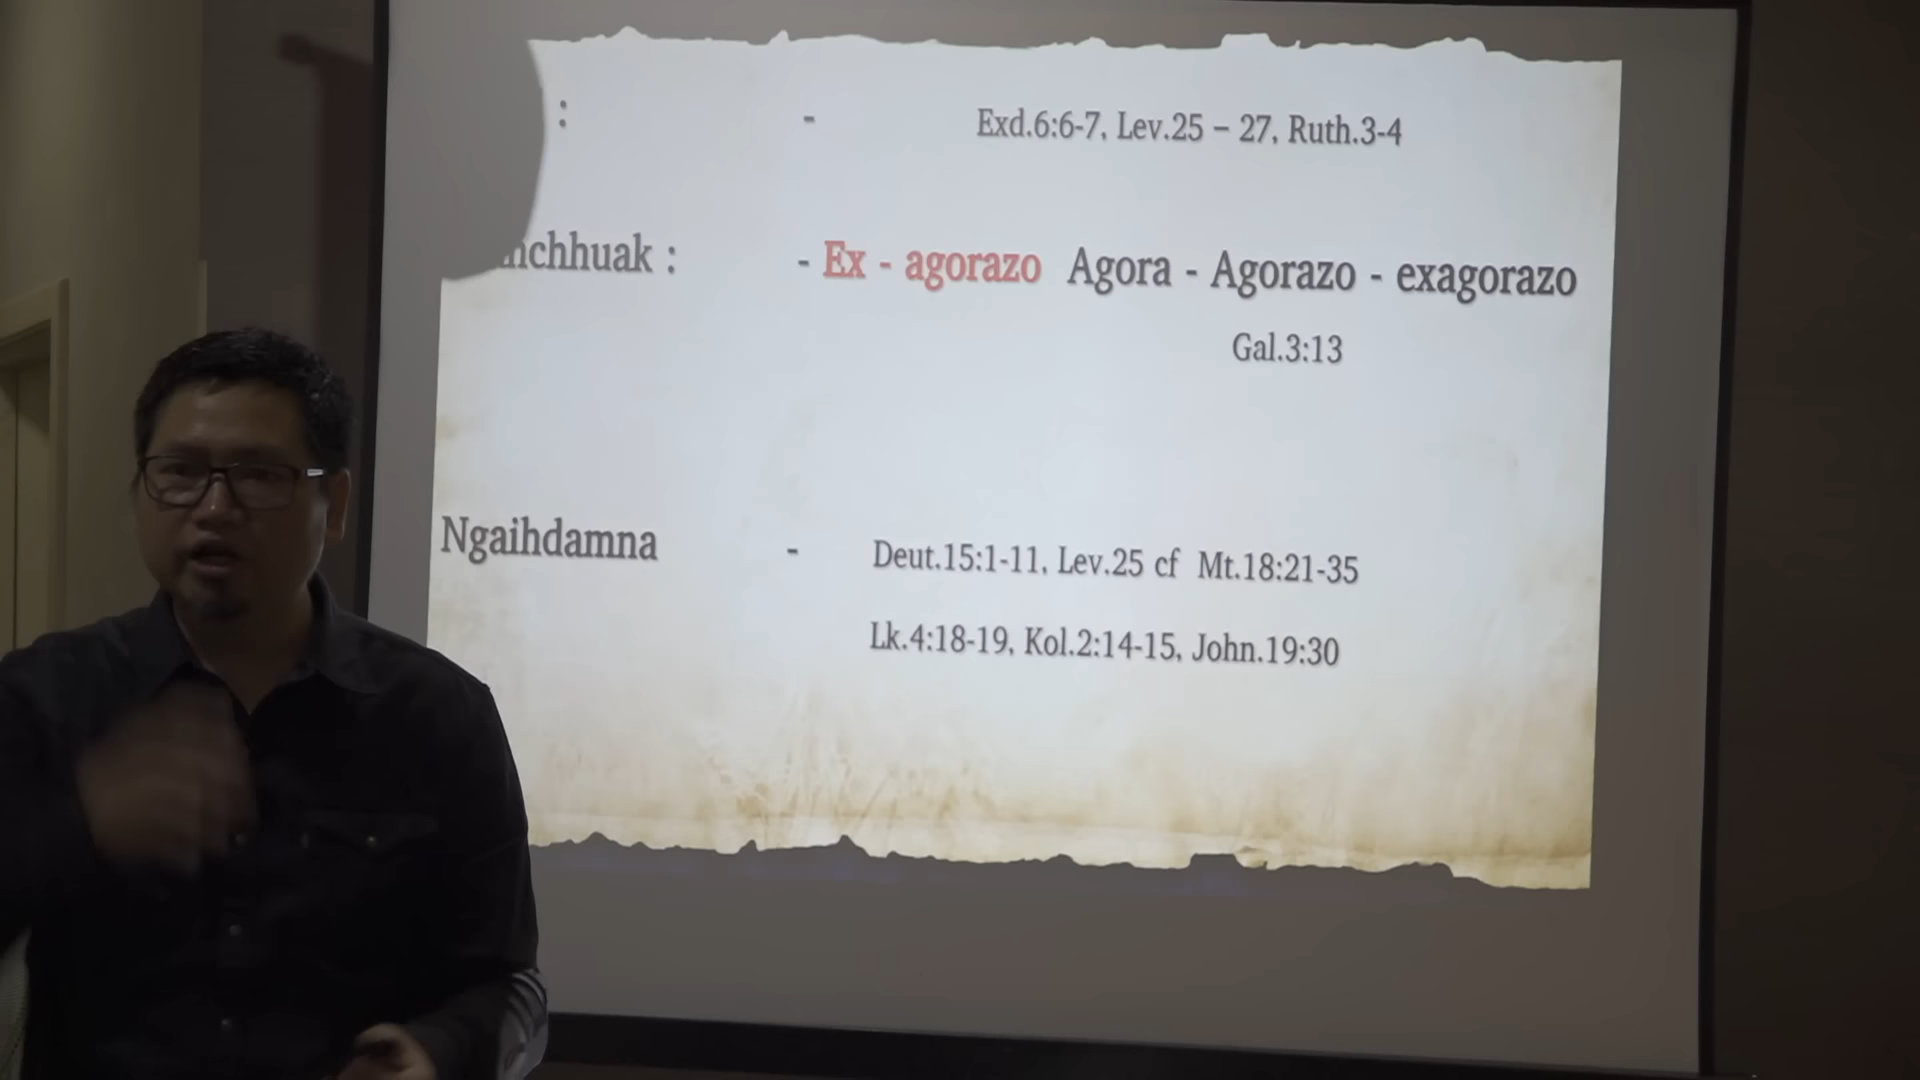 : - Exd.6:6-7, Lev.25 – 27, Ruth.3-4
: - Ex - agorazo Agora - Agorazo - exagorazo
Gal.3:13
Ngaihdamna - Deut.15:1-11, Lev.25 cf Mt.18:21-35
Lk.4:18-19, Kol.2:14-15, John.19:30